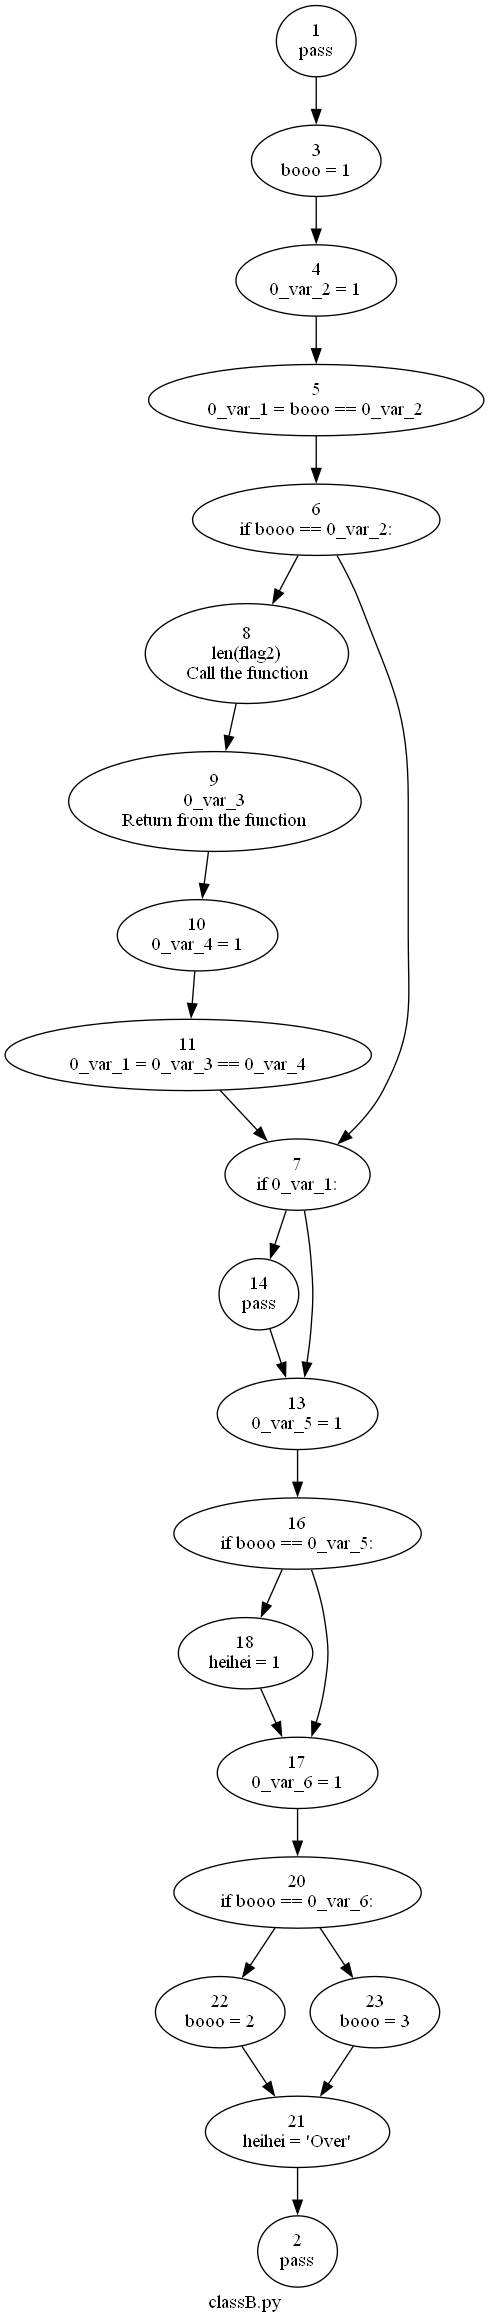 1
pass
3
booo = 1
4
0_var_2 = 1
5
0_var_1 = booo == 0_var_2
6
if booo == 0_var_2:
8
len(flag2)
Call the function
9
0_var_3
Return from the function
10
0_var_4 = 1
11
0_var_1 = 0_var_3 == 0_var_4
7
if 0_var_1:
14
pass
13
0_var_5 = 1
16
if booo == 0_var_5:
18
heihei = 1
17
0_var_6 = 1
20
if booo == 0_var_6:
22
booo = 2
23
booo = 3
21
heihei = 'Over'
2
pass
classB.py